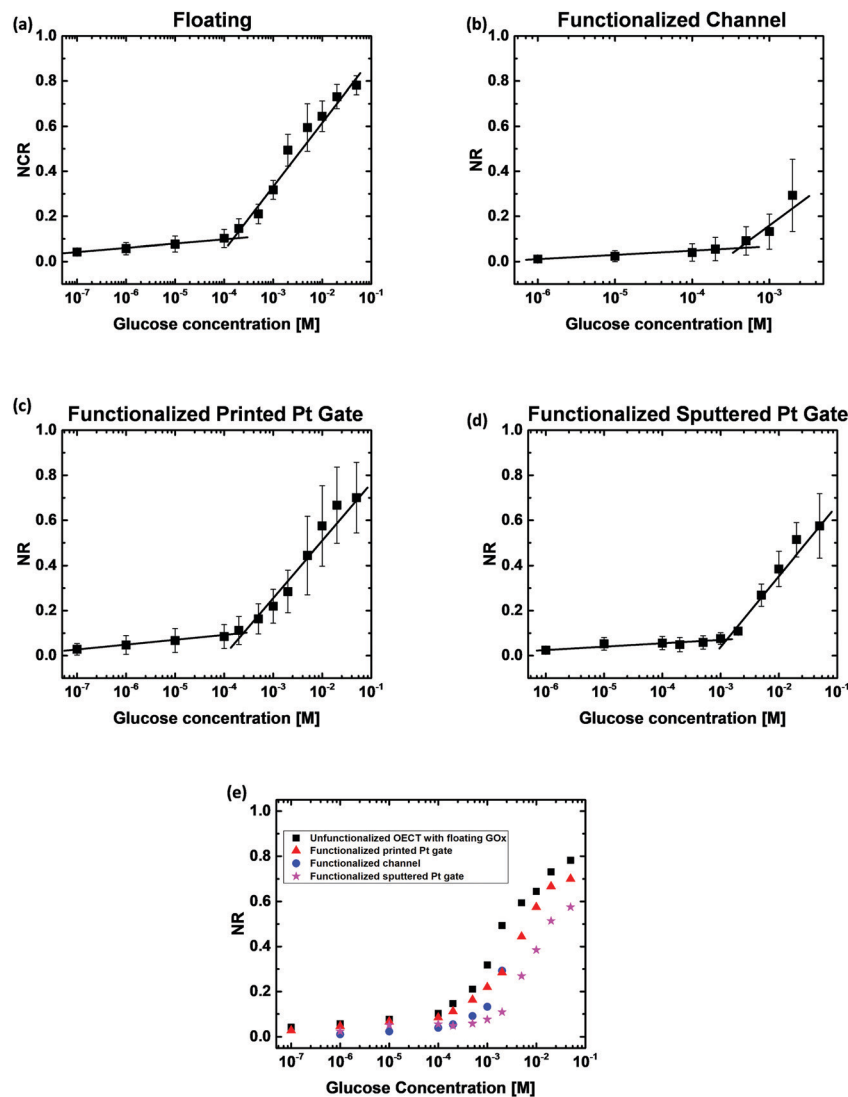 (a)
Floating
1.0
0.8
0.6
0.4
0.2
0.0
NCR
10-7
10-6
10-5
10-4
10-3
10-2
10-1
Glucose concentration [M]
(b)
Functionalized Channel
1.0
0.8
0.6
0.4
0.2
0.0
NR
10-6
10-5
10-4
10-3
Glucose concentration [M]
(c)
Functionalized Printed Pt Gate
1.0
0.8
0.6
0.4
0.2
0.0
NR
10-7
10-6
10-5
10-4
10-3
10-2
10-1
Glucose concentration [M]
(d)
Functionalized Sputtered Pt Gate
1.0
0.8
0.6
0.4
0.2
0.0
NR
10-6
10-5
10-4
10-3
10-2
10-1
Glucose concentration [M]
(e)
1.0
0.8
0.6
0.4
0.2
0.0
NR
Unfunctionalized OECT with floating GOx
Functionalized printed Pt gate
Functionalized channel
Functionalized sputtered Pt gate
10-7
10-6
10-5
10-4
10-3
10-2
10-1
Glucose Concentration [M]